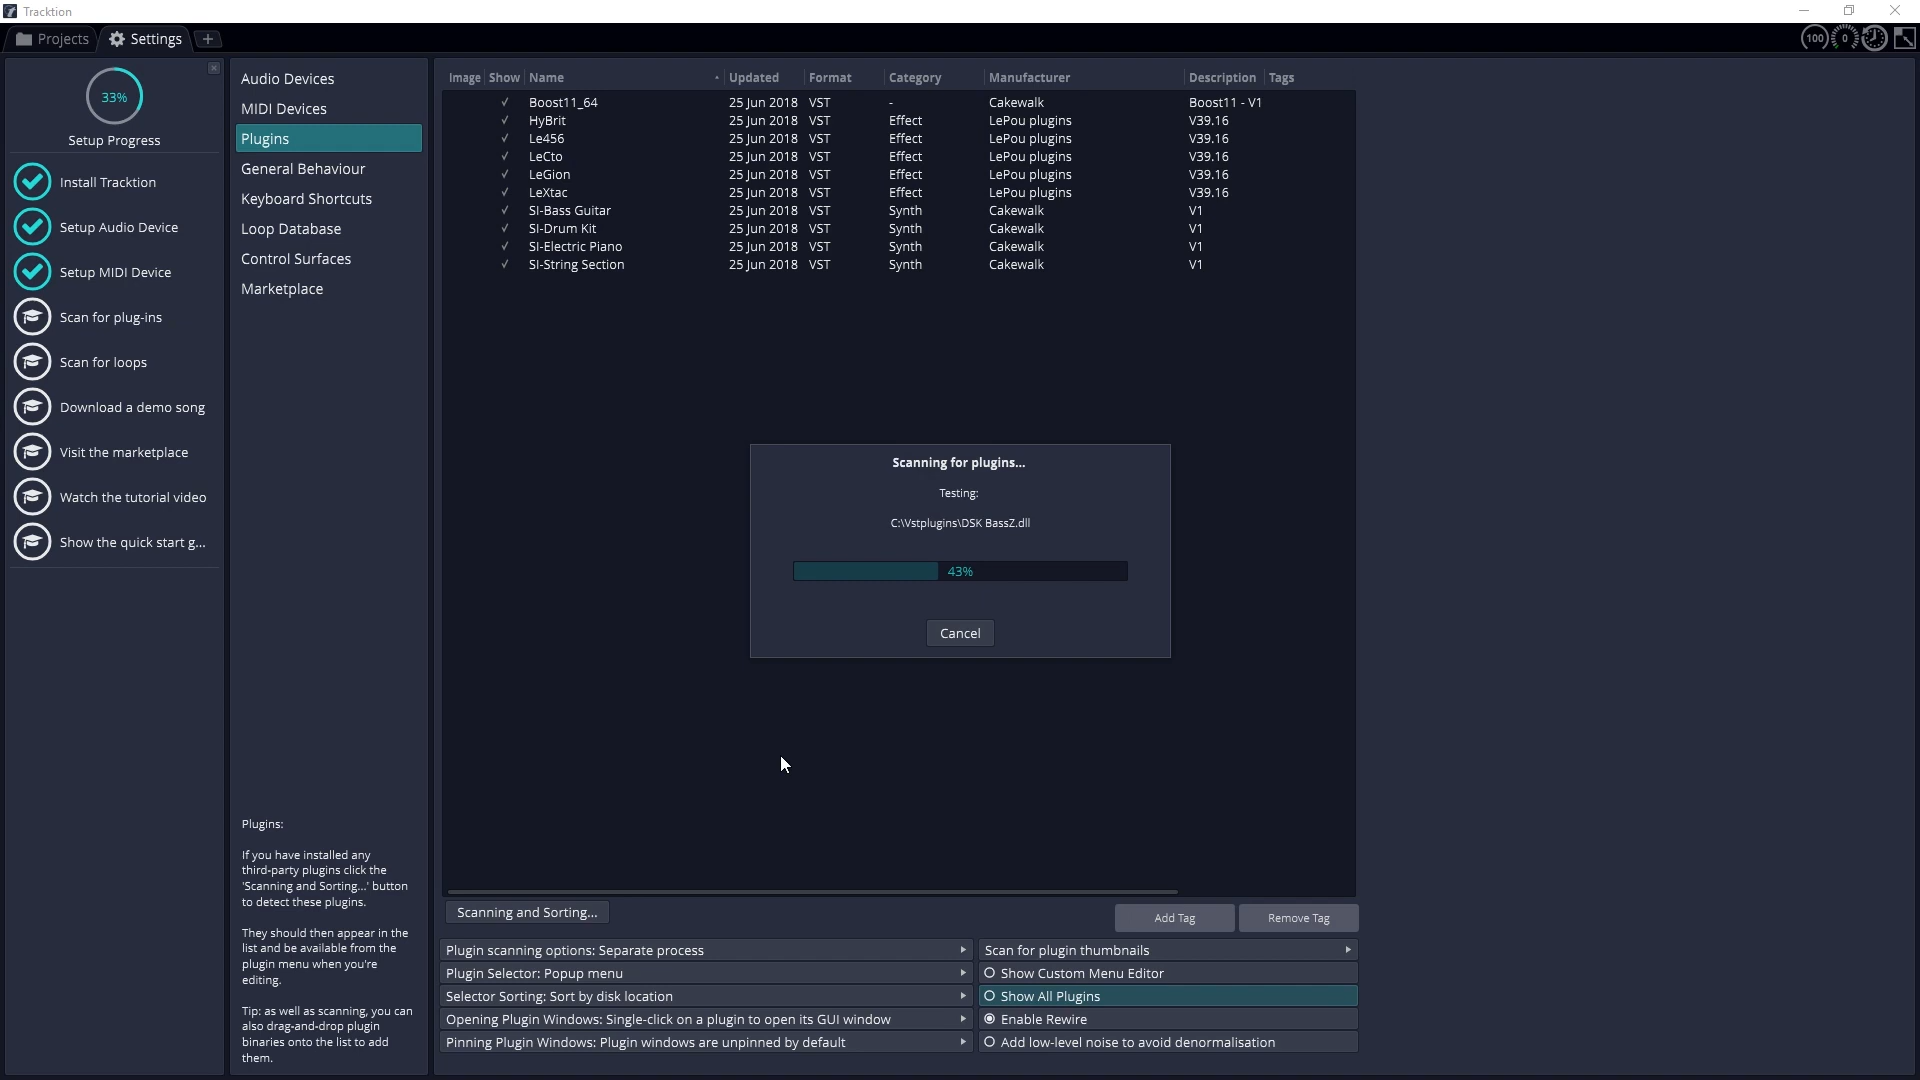 Tracktion
Projects
Settings
+
100
0
33%
Setup Progress
Install Tracktion
Setup Audio Device
Setup MIDI Device
Scan for plug-ins
Scan for loops
Download a demo song
Visit the marketplace
Watch the tutorial video
Show the quick start g...
Audio Devices
MIDI Devices
Plugins
General Behaviour
Keyboard Shortcuts
Loop Database
Control Surfaces
Marketplace
Plugins:
If you have installed any
third-party plugins click the
'Scanning and Sorting...' button
to detect these plugins.
They should then appear in the
list and be available from the
plugin menu when you're
editing.
Tip: as well as scanning, you can
also drag-and-drop plugin
binaries onto the list to add
them.
Image Show Name Updated Format Category Manufacturer Description Tags
√ Boost11_64 25 Jun 2018 VST - Cakewalk Boost11 - V1
√ HyBrit 25 Jun 2018 VST Effect LePou plugins V39.16
√ Le456 25 Jun 2018 VST Effect LePou plugins V39.16
√ LeCto 25 Jun 2018 VST Effect LePou plugins V39.16
√ LeGion 25 Jun 2018 VST Effect LePou plugins V39.16
√ LeXtac 25 Jun 2018 VST Effect LePou plugins V39.16
√ SI-Bass Guitar 25 Jun 2018 VST Synth Cakewalk V1
√ SI-Drum Kit 25 Jun 2018 VST Synth Cakewalk V1
√ SI-Electric Piano 25 Jun 2018 VST Synth Cakewalk V1
√ SI-String Section 25 Jun 2018 VST Synth Cakewalk V1
Scanning for plugins...
Testing:
C:\Vstplugins\DSK BassZ.dll
43%
Cancel
Scanning and Sorting...
Add Tag
Remove Tag
Plugin scanning options: Separate process
Plugin Selector: Popup menu
Selector Sorting: Sort by disk location
Opening Plugin Windows: Single-click on a plugin to open its GUI window
Pinning Plugin Windows: Plugin windows are unpinned by default
Scan for plugin thumbnails
Show Custom Menu Editor
Show All Plugins
Enable Rewire
Add low-level noise to avoid denormalisation